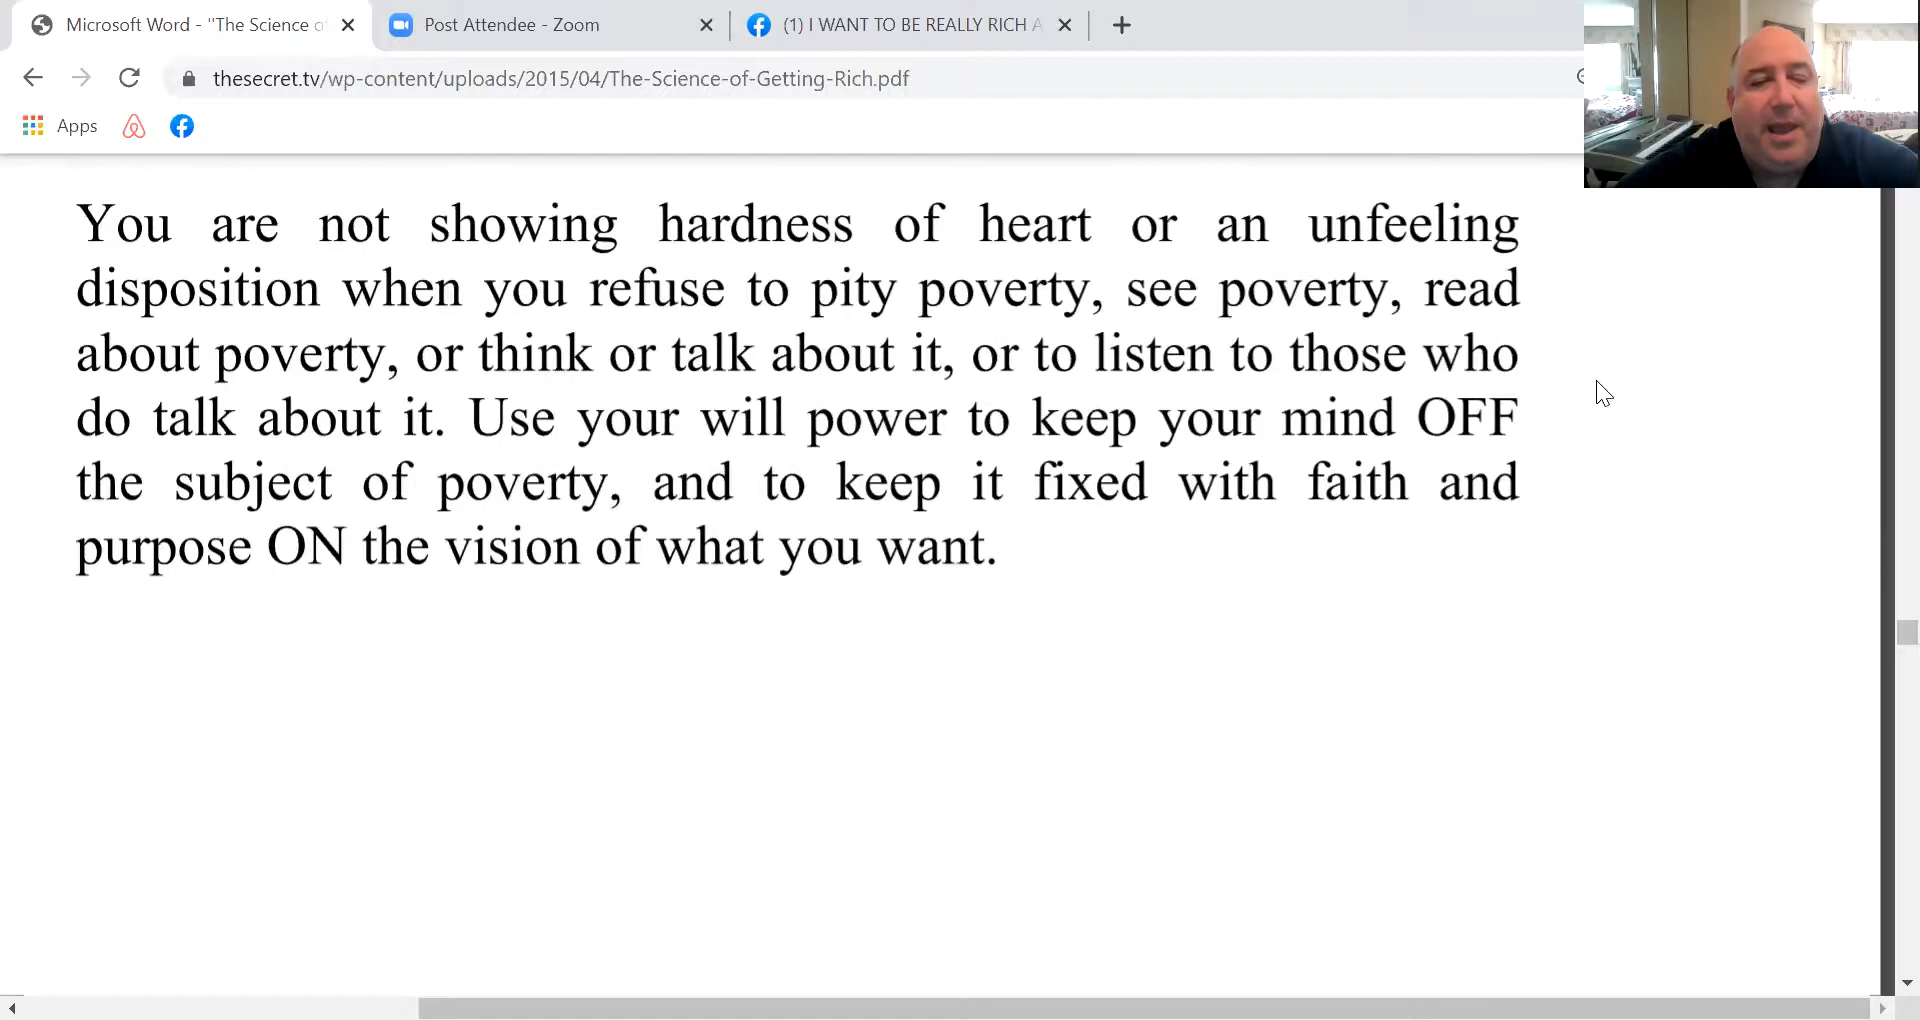 Microsoft Word - "The Science o
Post Attendee - Zoom
(1) I WANT TO BE REALLY RICH A
thesecret.tv/wp-content/uploads/2015/04/The-Science-of-Getting-Rich.pdf
Apps
You are not showing hardness of heart or an unfeeling
disposition when you refuse to pity poverty, see poverty, read
about poverty, or think or talk about it, or to listen to those who
do talk about it. Use your will power to keep your mind OFF
the subject of poverty, and to keep it fixed with faith and
purpose ON the vision of what you want.